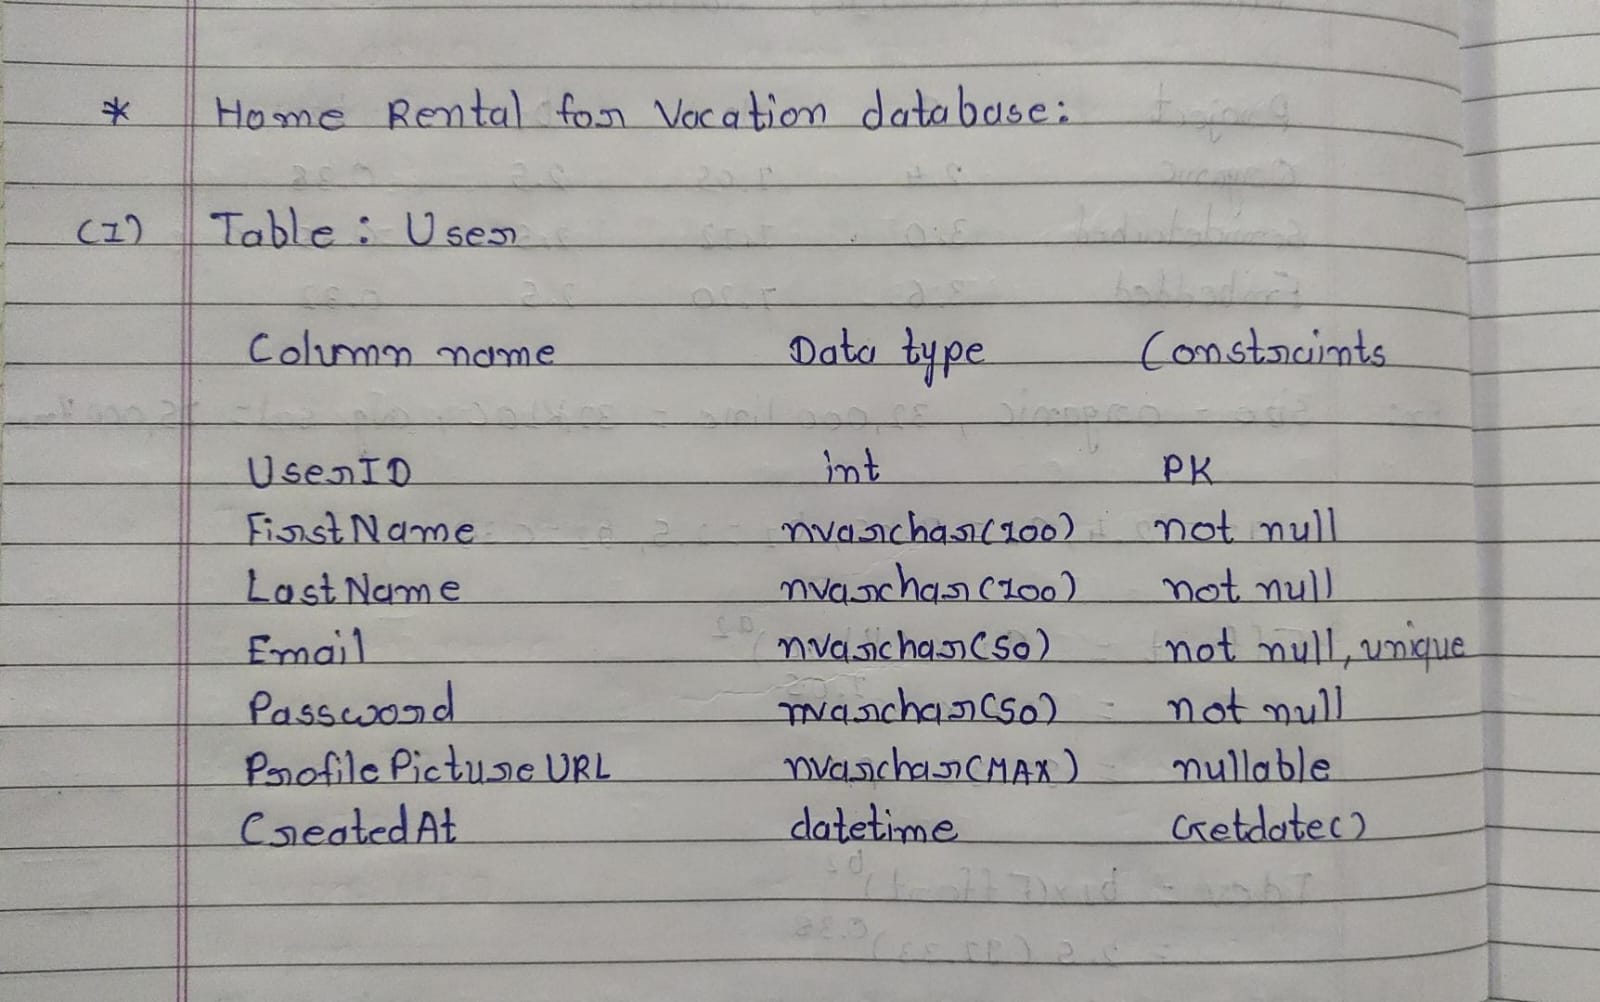 * Home Rental for Vacation database:
(I) Table : User
Column name Data type Constraints
UserID int PK
FirstName nvarchar(100) not null
LastName nvarchar(100) not null
Email nvarchar(50) not null, unique
Password nvarchar(50) not null
ProfilePictureURL nvarchar(MAX) nullable
CreatedAt datetime Getdate()